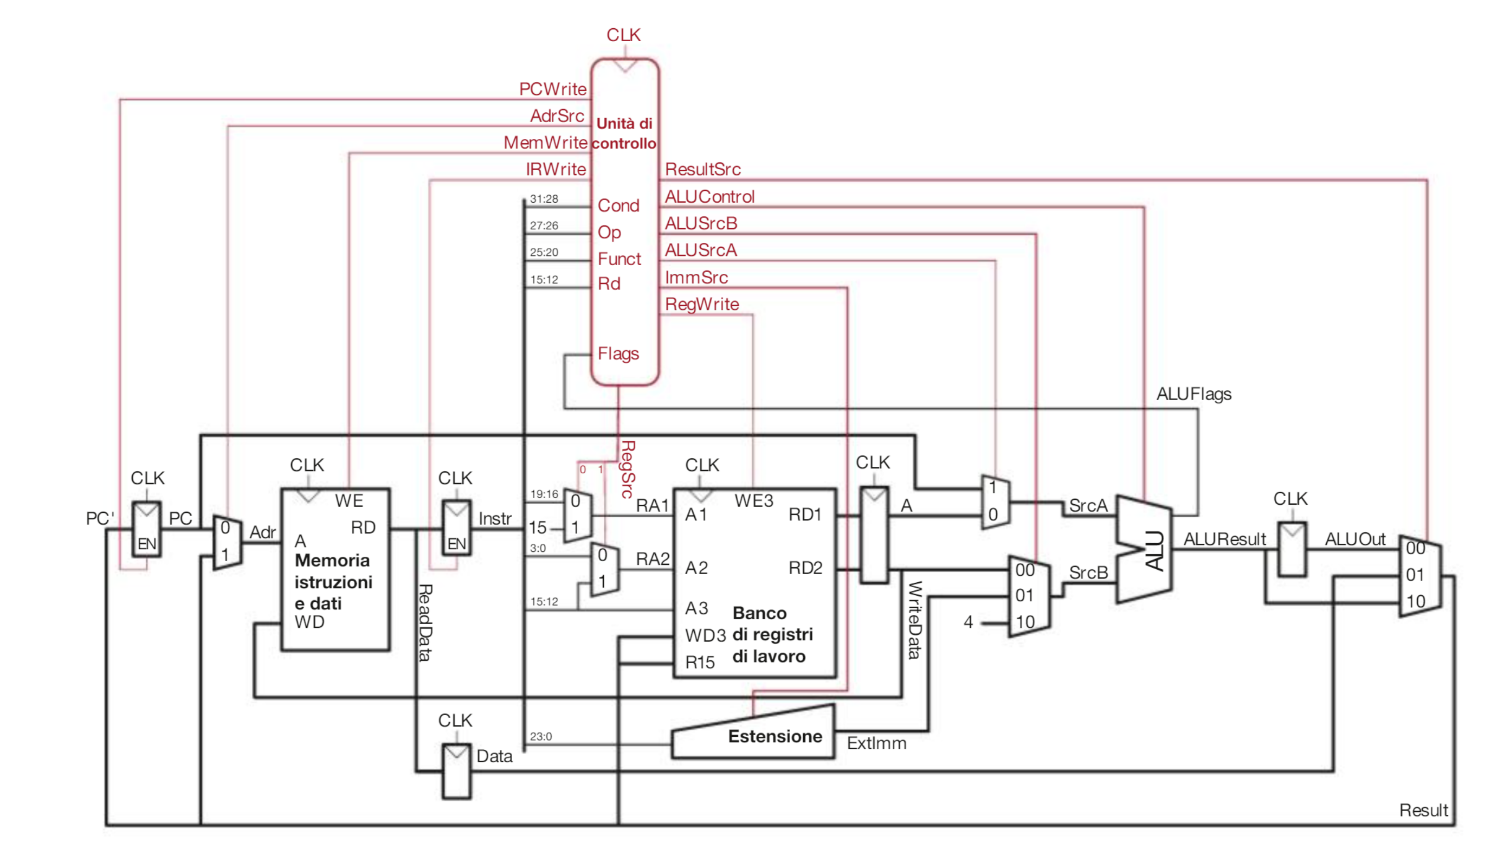 CLK
PCWrite
AdrSrc
MemWrite
IRWrite
Unità di
controllo
31:28
Cond
27:26
Op
25:20
Funct
15:12
Rd
Flags
ResultSrc
ALUControl
ALUSrcB
ALUSrcA
ImmSrc
RegWrite
ALUFlags
RegSrc
0 1
CLK
PC'
EN
PC
0
1
Adr
CLK
WE
RD
A
Memoria
istruzioni
e dati
WD
ReadData
CLK
EN
Instr
19:16
15
3:0
15:12
0
1
RA1
0
1
RA2
CLK
WE3
A1
RD1
A2
RD2
A3
WD3
R15
Banco
di registri
di lavoro
CLK
A
WriteData
1
0
SrcA
00
01
10
4
SrcB
ALU
ALUResult
CLK
ALUOut
00
01
10
23:0
Estensione
ExtImm
CLK
Data
Result